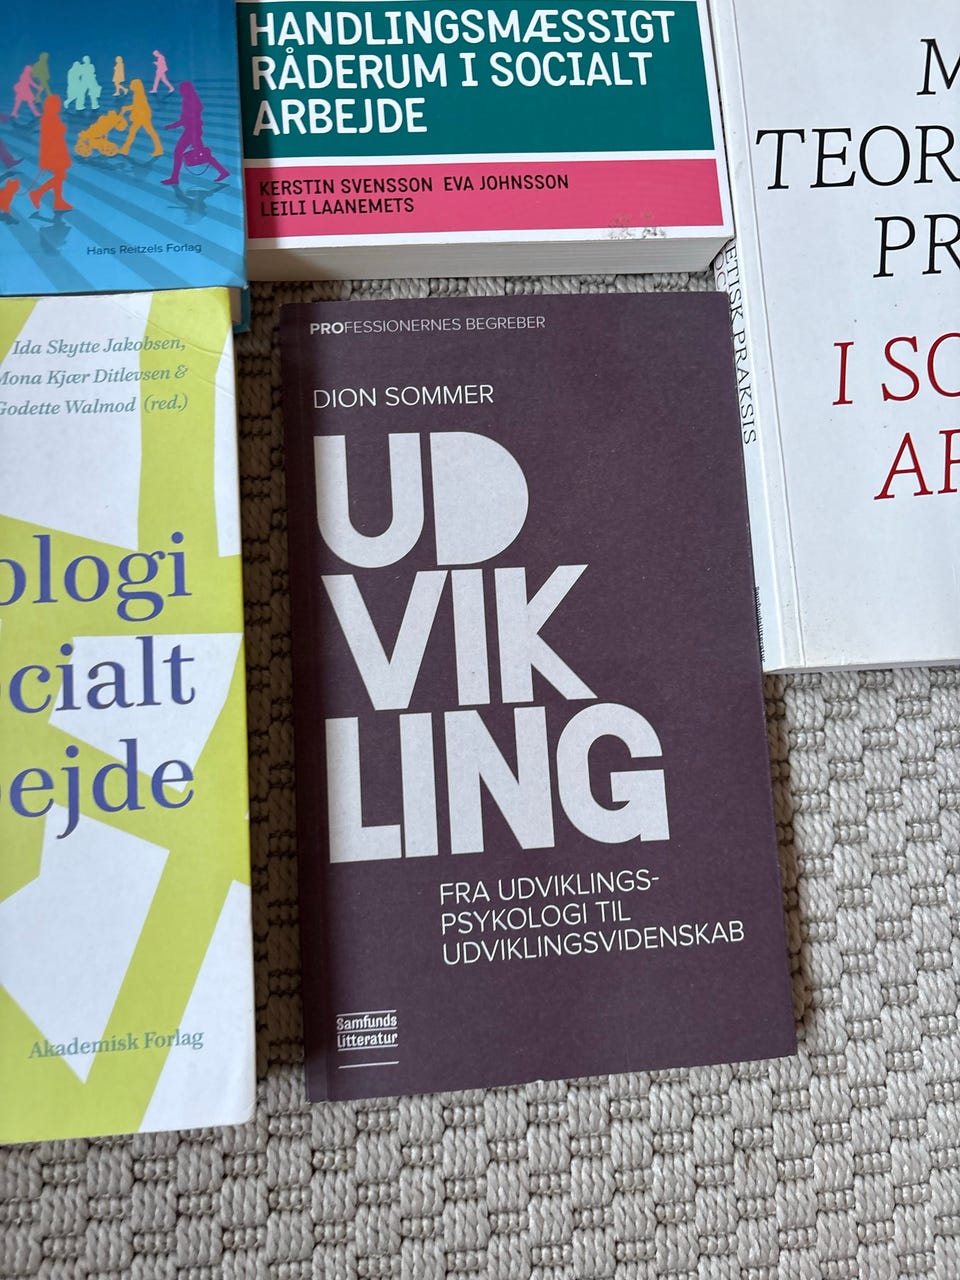 Hans Reitzels Forlag
HANDLINGSMÆSSIGT
RÅDERUM I SOCIALT
ARBEJDE
KERSTIN SVENSSON EVA JOHNSSON
LEILI LAANEMETS
M
TEOR
PR
I SO
AR
ETISK PRAKSIS
Ida Skytte Jakobsen,
Mona Kjær Ditlevsen &
Godette Walmod (red.)
ologi
ocialt
bejde
Akademisk Forlag
PROFESSIONERNES BEGREBER
DION SOMMER
UD
VIK
LING
FRA UDVIKLINGS-
PSYKOLOGI TIL
UDVIKLINGSVIDENSKAB
Samfunds
litteratur